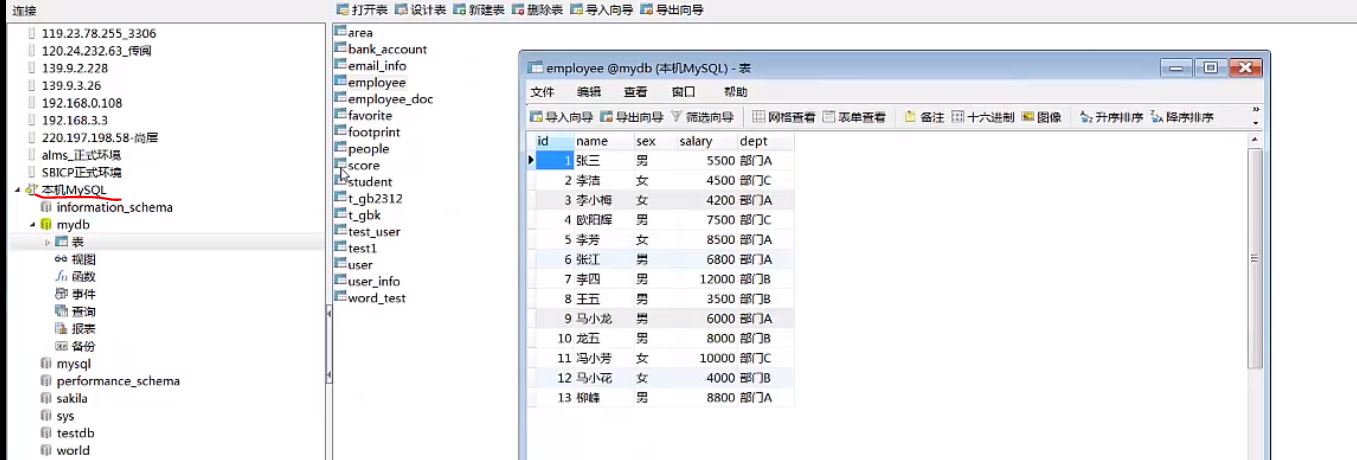 连接
打开表 设计表 新建表 删除表 导入向导 导出向导
119.23.78.255_3306
120.24.232.63_传阅
139.9.2.228
139.9.3.26
192.168.0.108
192.168.3.3
220.197.198.58-尚层
alms_正式环境
SBICP正式环境
本机MySQL
information_schema
mydb
表
视图
函数
事件
查询
报表
备份
mysql
performance_schema
sakila
sys
testdb
world
area
bank_account
email_info
employee
employee_doc
favorite
footprint
people
score
student
t_gb2312
t_gbk
test_user
test1
user
user_info
word_test
employee @mydb (本机MySQL) - 表
文件 编辑 查看 窗口 帮助
导入向导 导出向导 筛选向导 网格查看 表单查看 备注 十六进制 图像 升序排序 降序排序
id name sex salary dept
1 张三 男 5500 部门A
2 李洁 女 4500 部门C
3 李小梅 女 4200 部门A
4 欧阳辉 男 7500 部门C
5 李芳 女 8500 部门A
6 张江 男 6800 部门A
7 李四 男 12000 部门B
8 王五 男 3500 部门B
9 马小龙 男 6000 部门A
10 龙五 男 8000 部门B
11 冯小芳 女 10000 部门C
12 马小花 女 4000 部门B
13 柳峰 男 8800 部门A